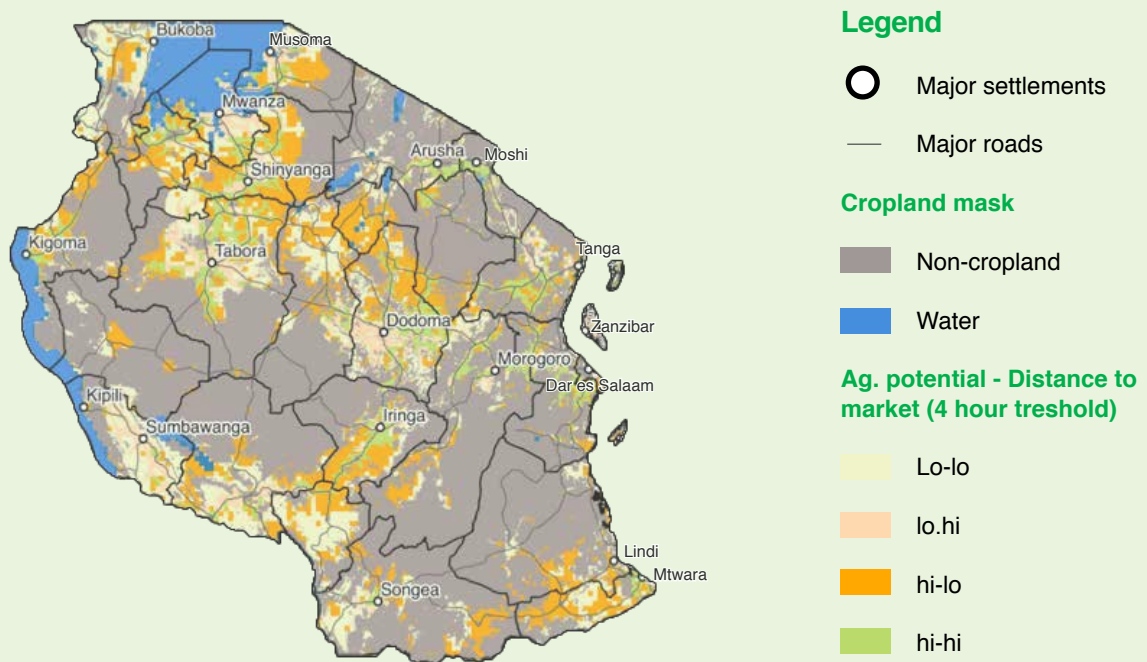 Bukoba
Musoma
Mwanza
Arusha
Moshi
Shinyanga
Kigoma
Tabora
Tanga
Dodoma
Zanzibar
Morogoro
Dar es Salaam
Kipili
Iringa
Sumbawanga
Lindi
Mtwara
Songea
Legend
Major settlements
Major roads
Cropland mask
Non-cropland
Water
Ag. potential - Distance to
market (4 hour treshold)
Lo-lo
lo.hi
hi-lo
hi-hi